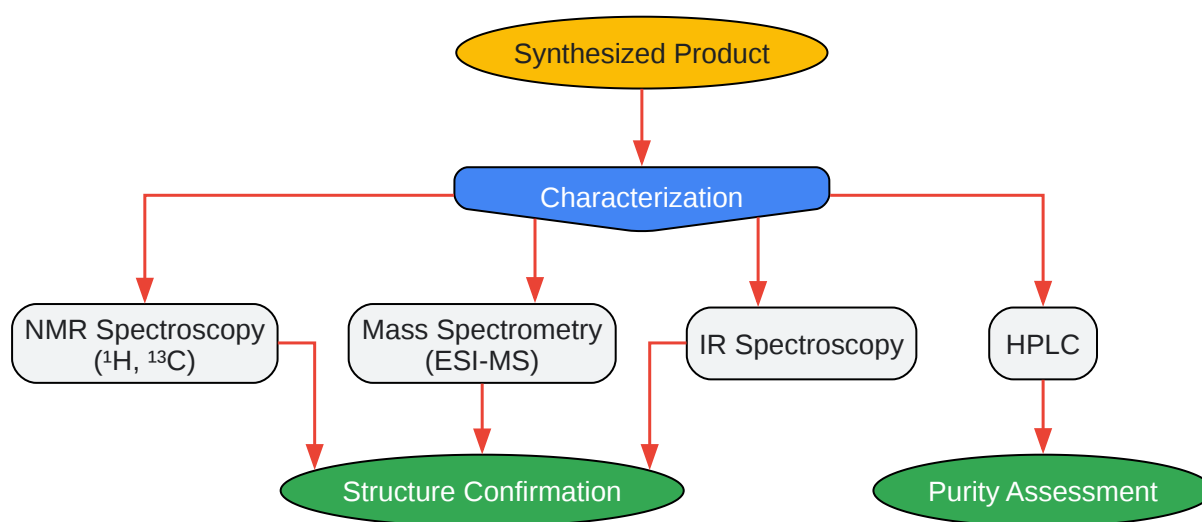 Synthesized Product
Characterization
NMR Spectroscopy
(¹H, ¹³C)
Mass Spectrometry
(ESI-MS)
IR Spectroscopy
HPLC
Structure Confirmation
Purity Assessment